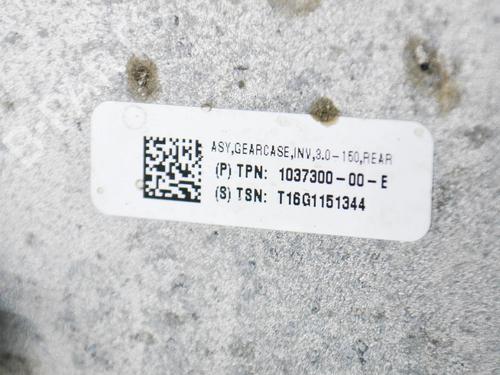 ASY,GEARCASE,INV,3.0-150,REAR
(P) TPN: 1037300-00-E
(S) TSN: T16G1151344